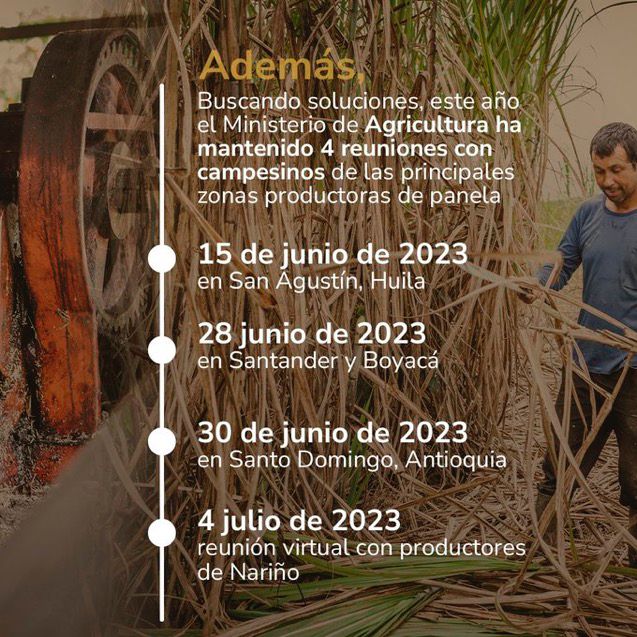 Además,
Buscando soluciones, este año
el Ministerio de Agricultura ha
mantenido 4 reuniones con
campesinos de las principales
zonas productoras de panela
15 de junio de 2023
en San Agustín, Huila
28 junio de 2023
en Santander y Boyacá
30 de junio de 2023
en Santo Domingo, Antioquia
4 julio de 2023
reunión virtual con productores
de Nariño